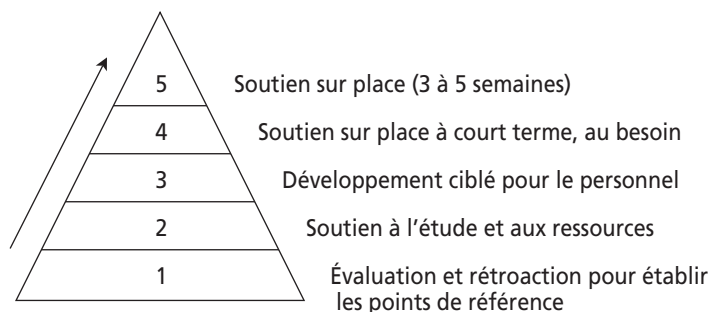 5 Soutien sur place (3 à 5 semaines)
4 Soutien sur place à court terme, au besoin
3 Développement ciblé pour le personnel
2 Soutien à l’étude et aux ressources
1 Évaluation et rétroaction pour établir
les points de référence